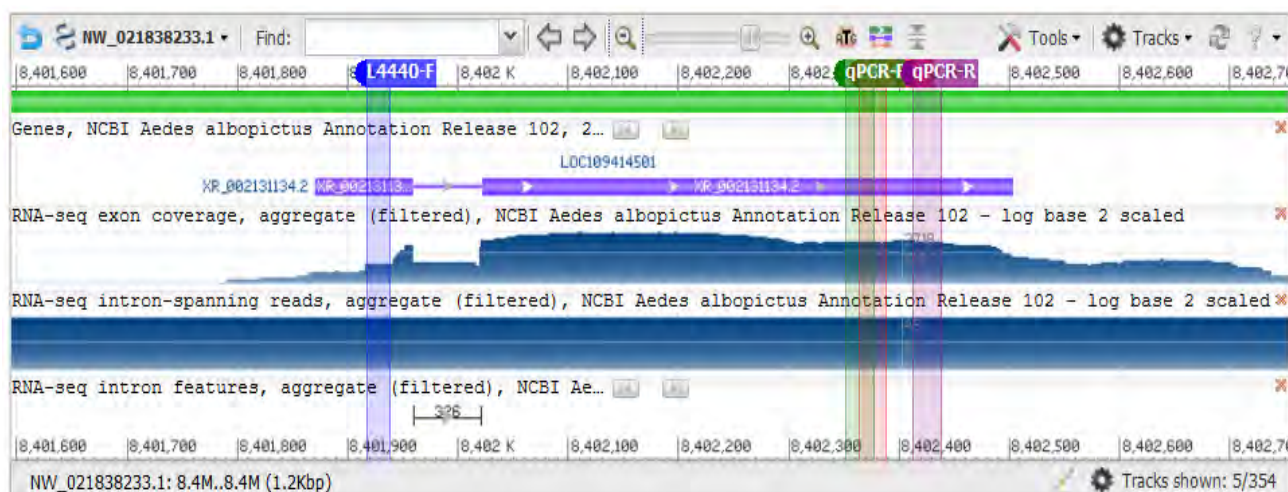 NW_021838233.1 Find: Tools Tracks ?
8,401,600 8,401,700 8,401,800 L4440-F 8,402 K 8,402,100 8,402,200 qPCR-F qPCR-R 8,402,500 8,402,600
Genes, NCBI Aedes albopictus Annotation Release 102, 2…
LOC109414501
XR_002131134.2 XR_002131134.2
RNA-seq exon coverage, aggregate (filtered), NCBI Aedes albopictus Annotation Release 102 - log base 2 scaled
RNA-seq intron-spanning reads, aggregate (filtered), NCBI Aedes albopictus Annotation Release 102 - log base 2 scaled
RNA-seq intron features, aggregate (filtered), NCBI Ae…
326
8,401,600 8,401,700 8,401,800 8,401,900 8,402 K 8,402,100 8,402,200 8,402,300 8,402,400 8,402,500 8,402,600
NW_021838233.1: 8.4M..8.4M (1.2Kbp) Tracks shown: 5/354